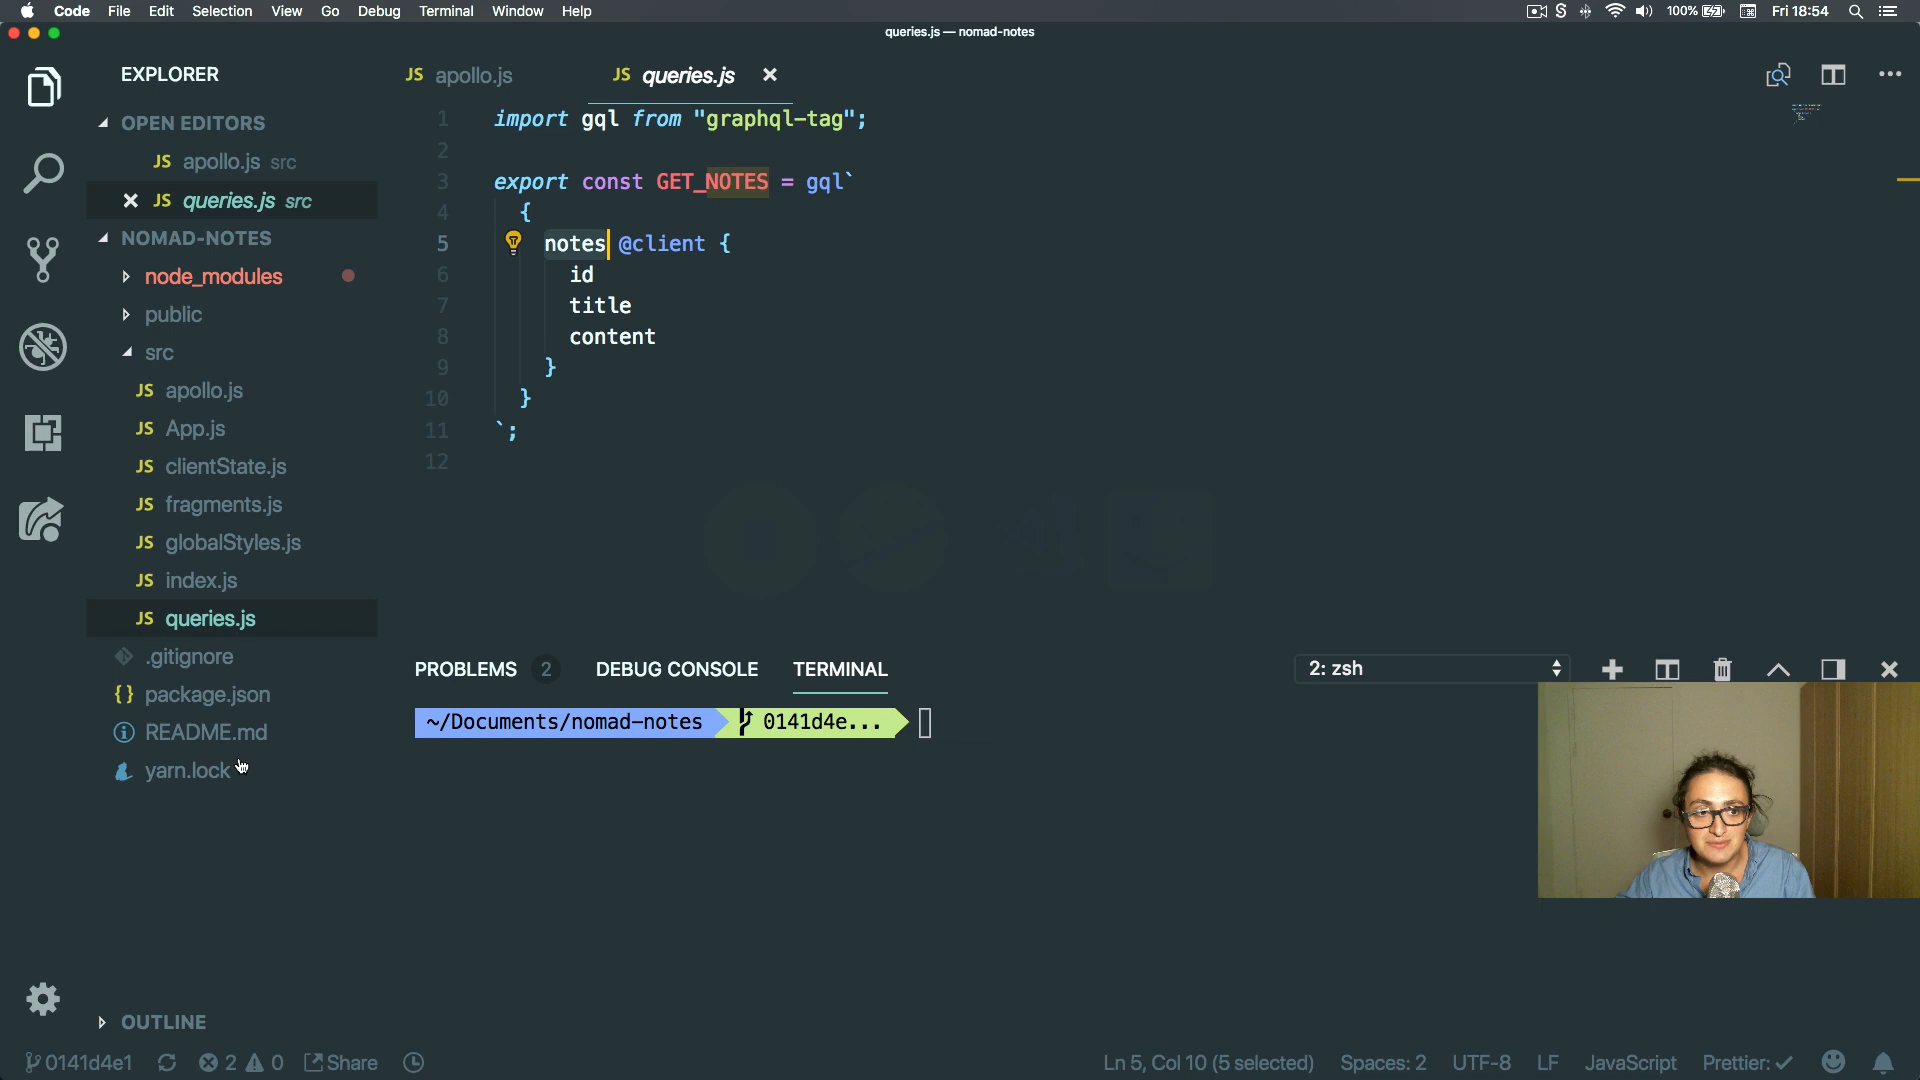 Code File Edit Selection View Go Debug Terminal Window Help 100% Fri 18:54
queries.js — nomad-notes
EXPLORER
JS apollo.js
JS queries.js
OPEN EDITORS
JS apollo.js src
JS queries.js src
NOMAD-NOTES
node_modules
public
src
JS apollo.js
JS App.js
JS clientState.js
JS fragments.js
JS globalStyles.js
JS index.js
JS queries.js
.gitignore
{} package.json
README.md
yarn.lock
OUTLINE
1 import gql from "graphql-tag";
2
3 export const GET_NOTES = gql`
4 {
5 notes @client {
6 id
7 title
8 content
9 }
10 }
11 `;
12
PROBLEMS 2 DEBUG CONSOLE TERMINAL 2: zsh
~/Documents/nomad-notes 0141d4e...
0141d4e1 2 0 Share Ln 5, Col 10 (5 selected) Spaces: 2 UTF-8 LF JavaScript Prettier: ✓